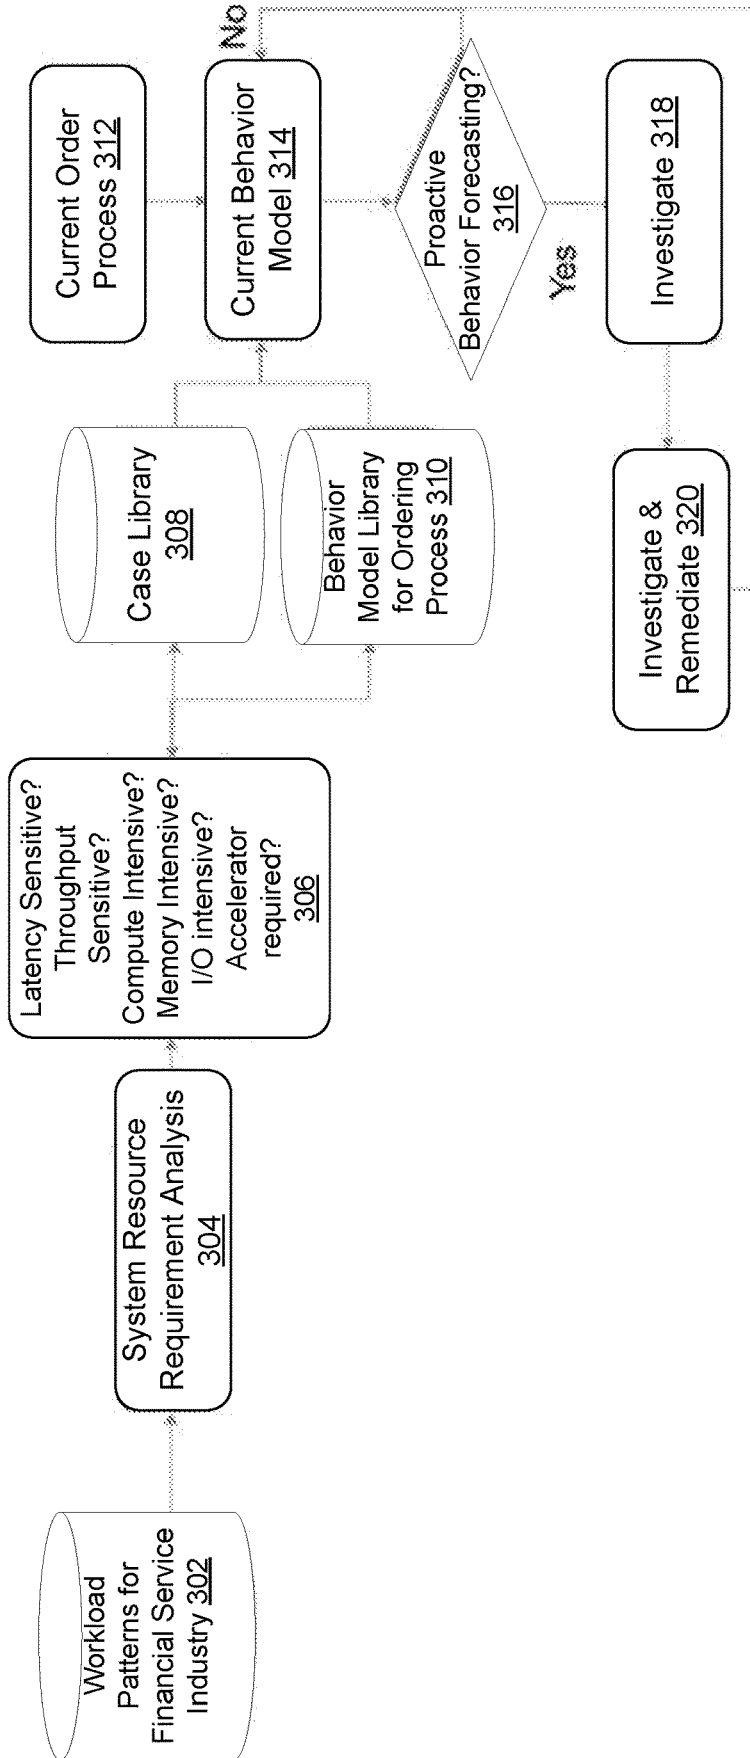 Workload
Patterns for
Financial Service
Industry 302
System Resource
Requirement Analysis
304
Latency Sensitive?
Throughput
Sensitive?
Compute Intensive?
Memory Intensive?
I/O intensive?
Accelerator
required?
306
Case Library
308
Behavior
Model Library
for Ordering
Process 310
Current Order
Process 312
Current Behavior
Model 314
No
Proactive
Behavior Forecasting?
316
Yes
Investigate 318
Investigate &
Remediate 320